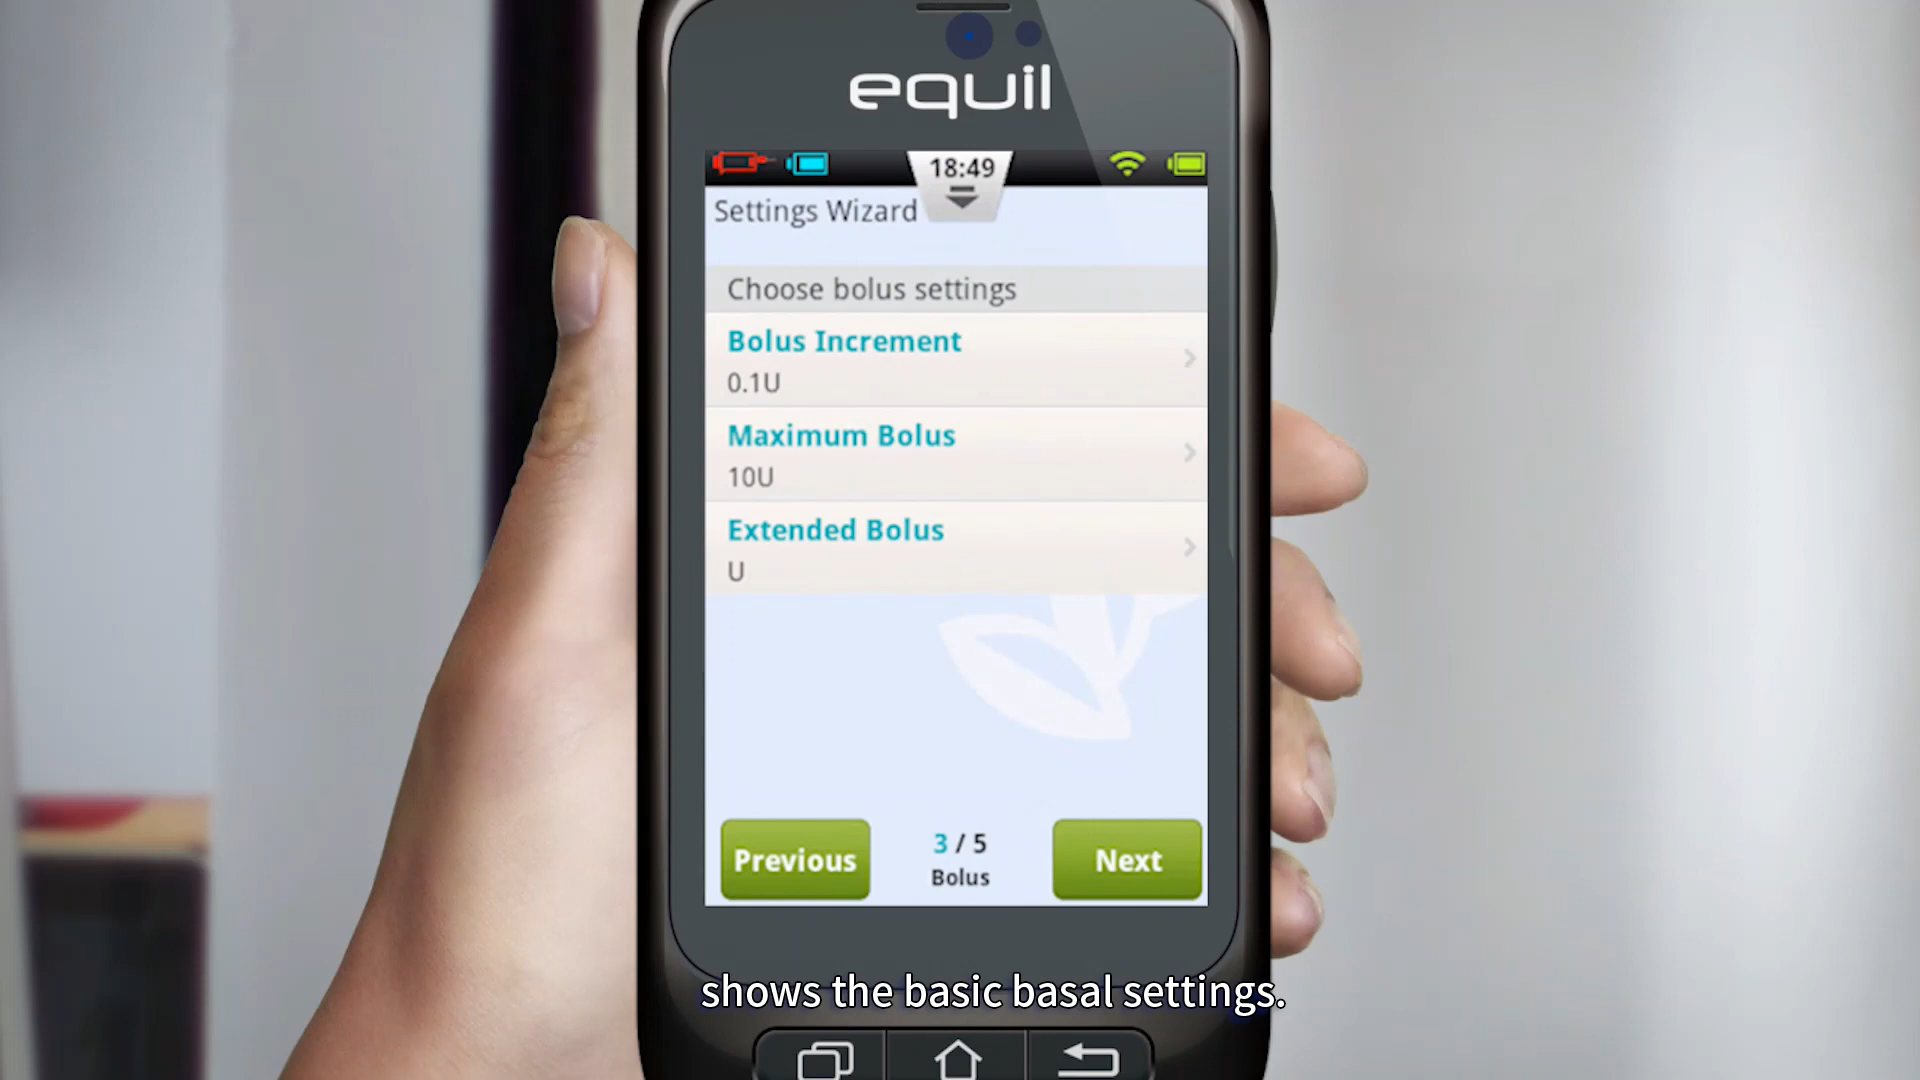 equil
18:49
Settings Wizard
Choose bolus settings
Bolus Increment
0.1U
Maximum Bolus
10U
Extended Bolus
U
Previous
3 / 5
Bolus
Next
shows the basic basal settings.